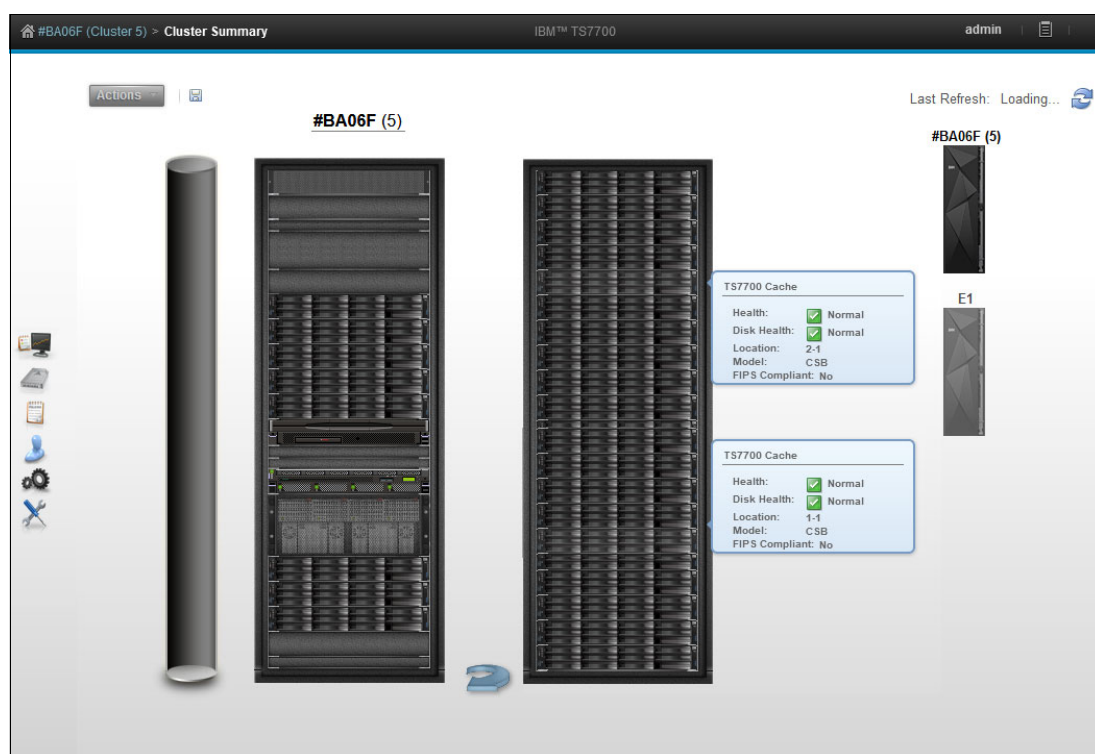 #BA06F (Cluster 5) > Cluster Summary
IBM™ TS7700
admin
Actions
Last Refresh: Loading...
#BA06F (5)
#BA06F (5)
TS7700 Cache
Health: Normal
Disk Health: Normal
Location: 2-1
Model: CSB
FIPS Compliant: No
E1
TS7700 Cache
Health: Normal
Disk Health: Normal
Location: 1-1
Model: CSB
FIPS Compliant: No